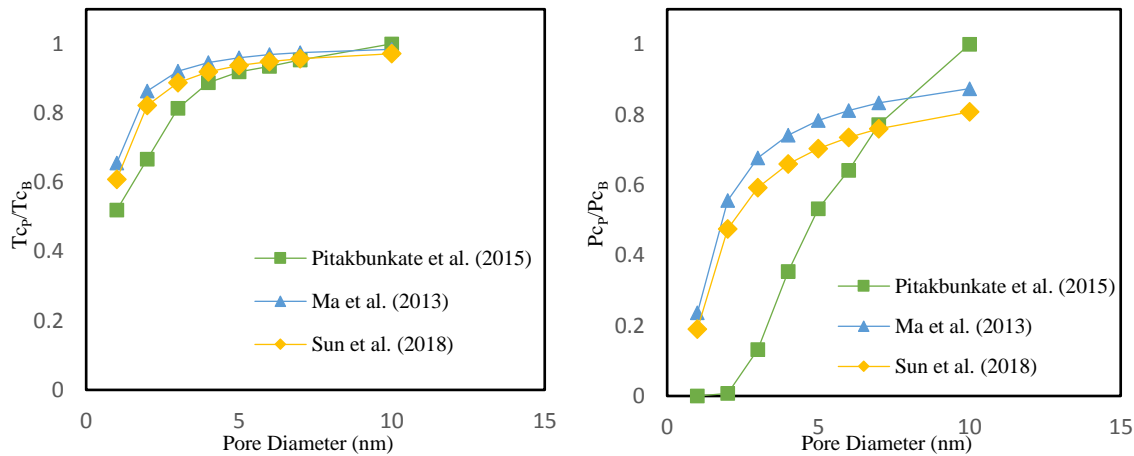 1
0.8
0.6
0.4
0.2
0
Tc_P/Tc_B
Pitakbunkate et al. (2015)
Ma et al. (2013)
Sun et al. (2018)
0 5 10 15
Pore Diameter (nm)
1
0.8
0.6
0.4
0.2
0
Pc_P/Pc_B
Pitakbunkate et al. (2015)
Ma et al. (2013)
Sun et al. (2018)
0 5 10 15
Pore Diameter (nm)